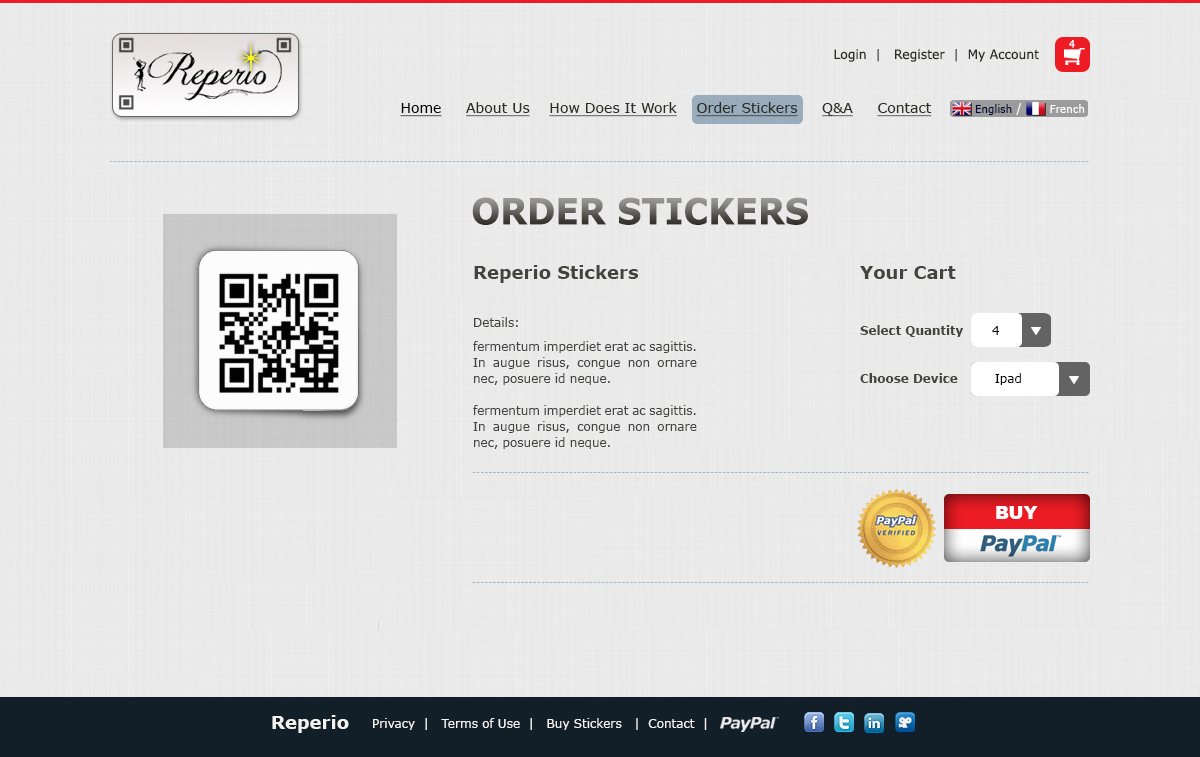 Reperio
Login | Register | My Account
4
Home About Us How Does It Work Order Stickers Q&A Contact English / French
ORDER STICKERS
Reperio Stickers
Details:
fermentum imperdiet erat ac sagittis.
In augue risus, congue non ornare
nec, posuere id neque.
fermentum imperdiet erat ac sagittis.
In augue risus, congue non ornare
nec, posuere id neque.
Your Cart
Select Quantity 4
Choose Device Ipad
PayPal
VERIFIED
BUY
PayPal™
Reperio Privacy | Terms of Use | Buy Stickers | Contact | PayPal f t in